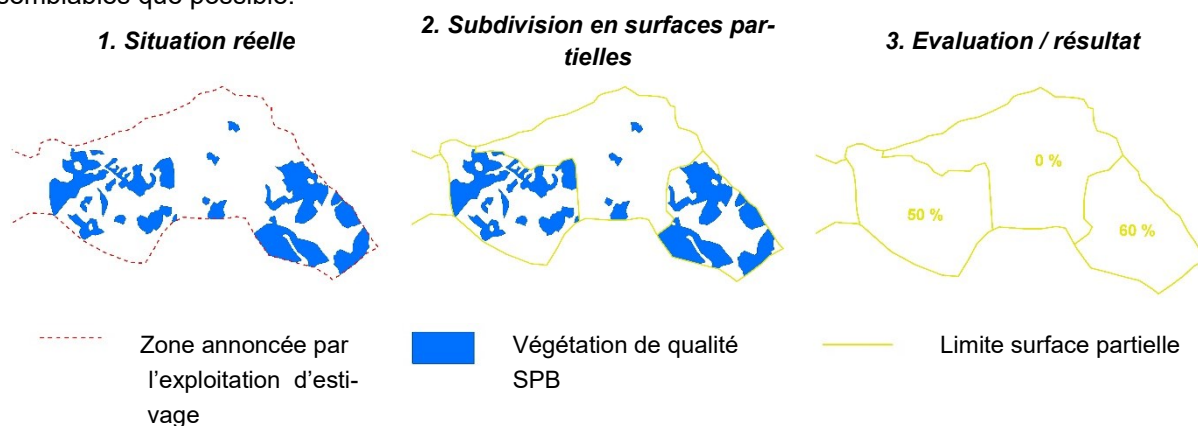 semblables que possible.
1. Situation réelle
2. Subdivision en surfaces par-
tielles
3. Evaluation / résultat
0 %
50 %
60 %
Zone annoncée par
l'exploitation d'esti-
vage
Végétation de qualité
SPB
Limite surface partielle